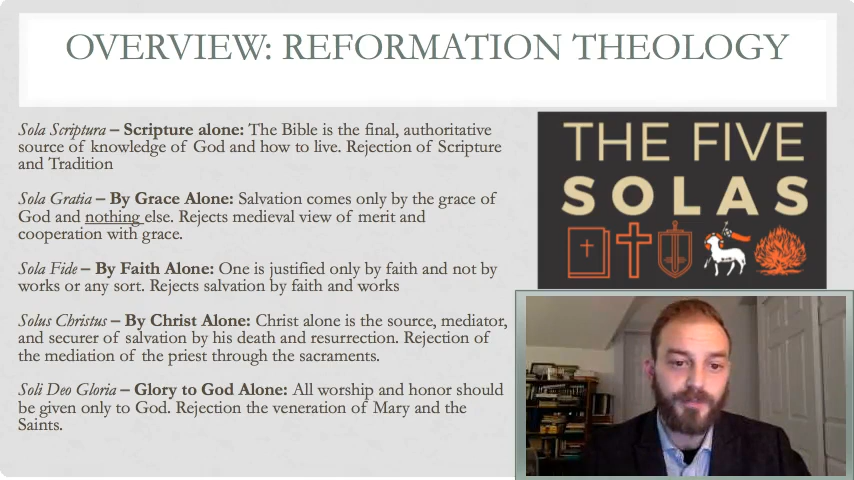 OVERVIEW: REFORMATION THEOLOGY
Sola Scriptura – Scripture alone: The Bible is the final, authoritative
source of knowledge of God and how to live. Rejection of Scripture
and Tradition
Sola Gratia – By Grace Alone: Salvation comes only by the grace of
God and nothing else. Rejects medieval view of merit and
cooperation with grace.
Sola Fide – By Faith Alone: One is justified only by faith and not by
works or any sort. Rejects salvation by faith and works
Solus Christus – By Christ Alone: Christ alone is the source, mediator,
and securer of salvation by his death and resurrection. Rejection of
the mediation of the priest through the sacraments.
Soli Deo Gloria – Glory to God Alone: All worship and honor should
be given only to God. Rejection the veneration of Mary and the
Saints.
THE FIVE
SOLAS